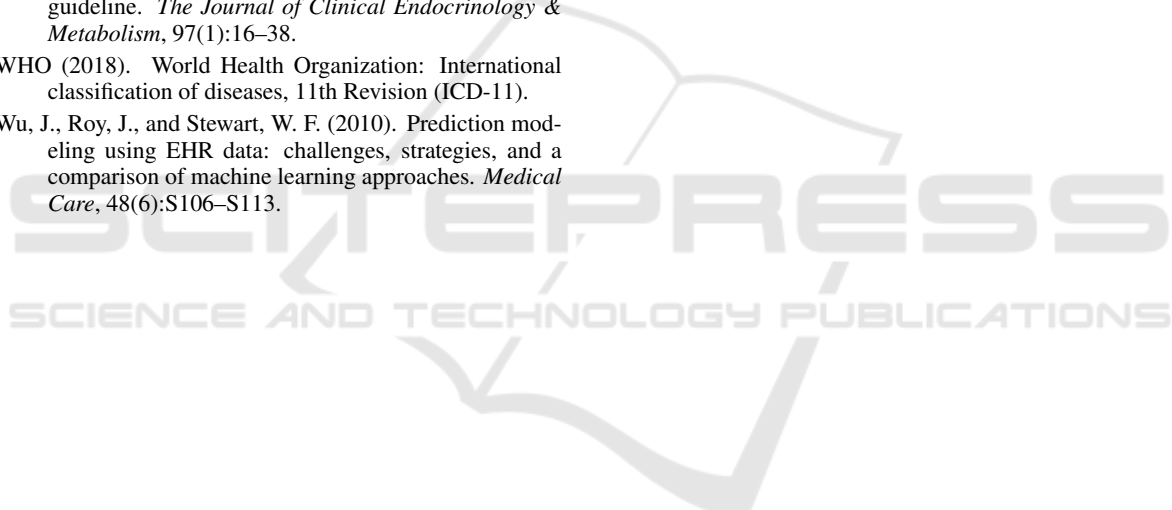 guideline. The Journal of Clinical Endocrinology &
Metabolism, 97(1):16–38.
WHO (2018). World Health Organization: International
classification of diseases, 11th Revision (ICD-11).
Wu, J., Roy, J., and Stewart, W. F. (2010). Prediction mod-
eling using EHR data: challenges, strategies, and a
comparison of machine learning approaches. Medical
Care, 48(6):S106–S113.
SCITEPRESS
SCIENCE AND TECHNOLOGY PUBLICATIONS